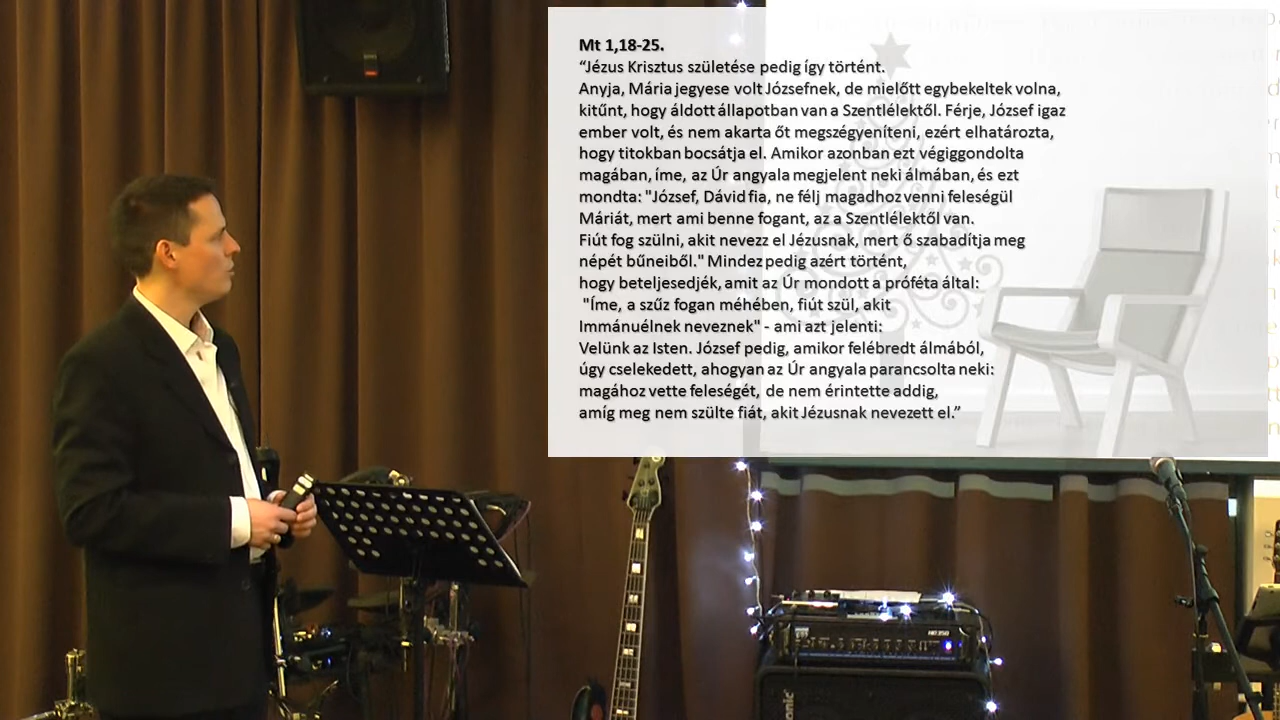 Mt 1,18-25.
“Jézus Krisztus születése pedig így történt.
Anyja, Mária jegyese volt Józsefnek, de mielőtt egybekeltek volna,
kitűnt, hogy áldott állapotban van a Szentlélektől. Férje, József igaz
ember volt, és nem akarta őt megszégyeníteni, ezért elhatározta,
hogy titokban bocsátja el. Amikor azonban ezt végiggondolta
magában, íme, az Úr angyala megjelent neki álmában, és ezt
mondta: "József, Dávid fia, ne félj magadhoz venni feleségül
Máriát, mert ami benne fogant, az a Szentlélektől van.
Fiút fog szülni, akit nevezz el Jézusnak, mert ő szabadítja meg
népét bűneiből." Mindez pedig azért történt,
hogy beteljesedjék, amit az Úr mondott a próféta által:
"Íme, a szűz fogan méhében, fiút szül, akit
Immánuélnek neveznek" - ami azt jelenti:
Velünk az Isten. József pedig, amikor felébredt álmából,
úgy cselekedett, ahogyan az Úr angyala parancsolta neki:
magához vette feleségét, de nem érintette addig,
amíg meg nem szülte fiát, akit Jézusnak nevezett el.”
HD350